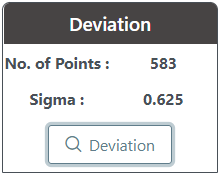 Deviation
No. of Points : 583
Sigma : 0.625
Deviation